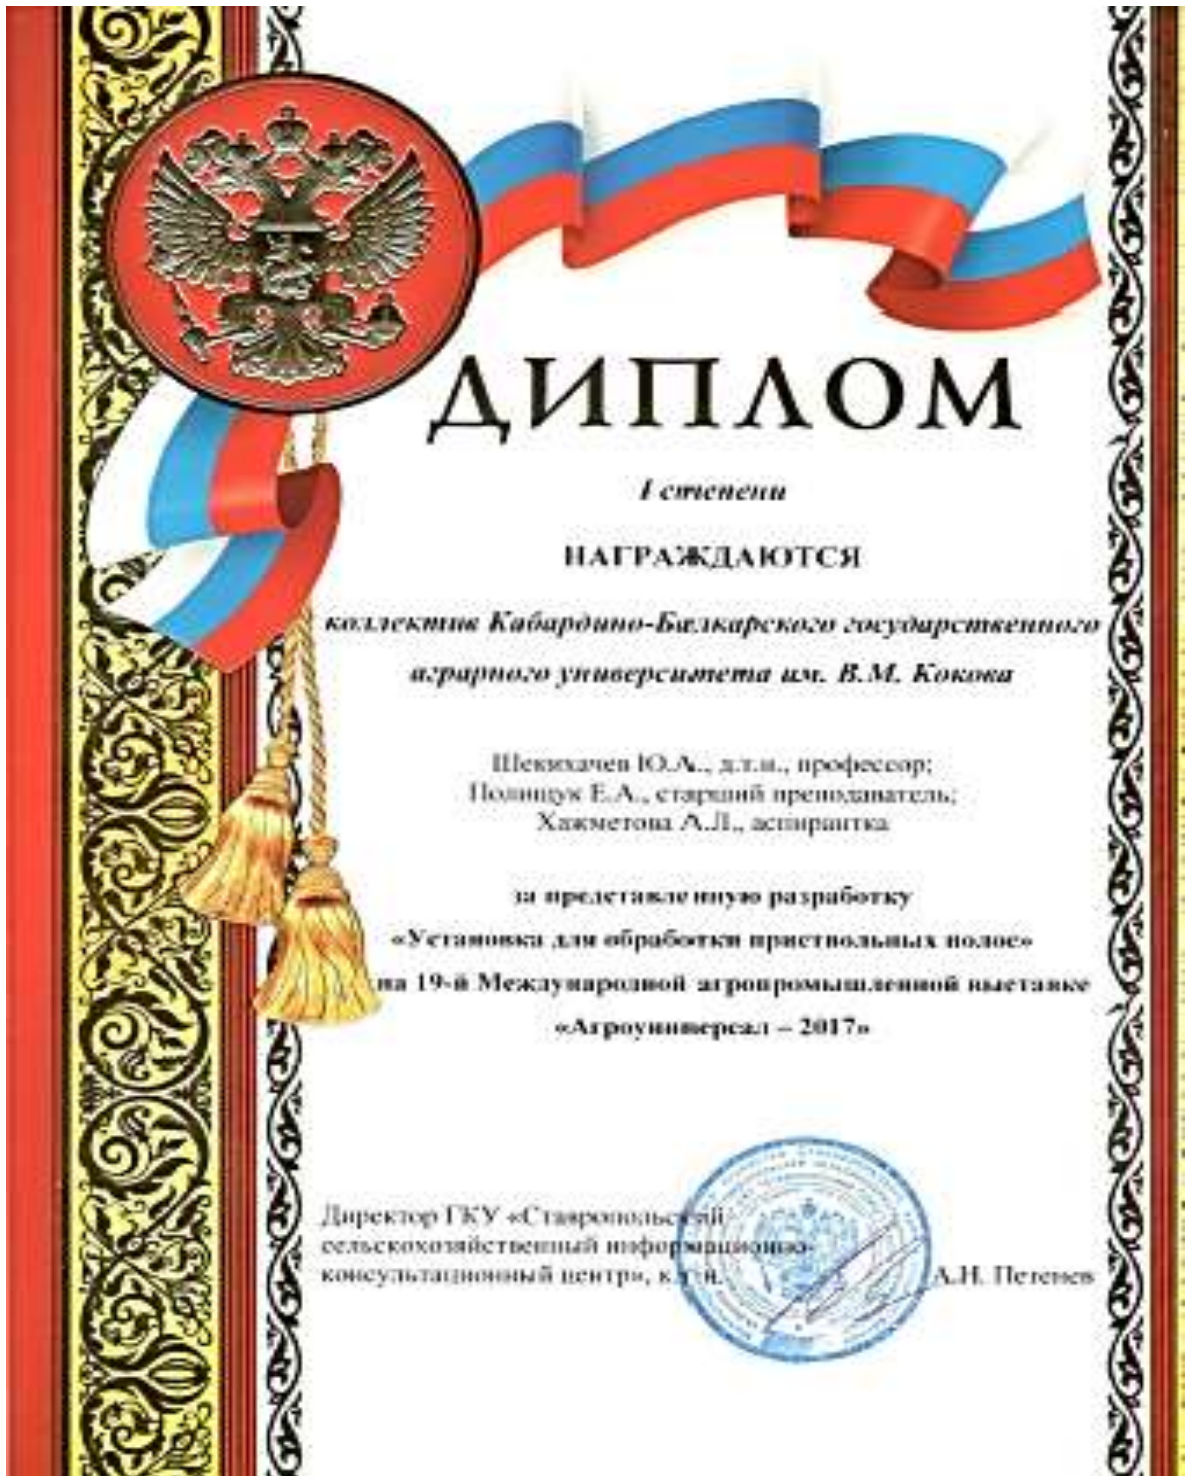 ДИПЛОМ
I степени
НАГРАЖДАЮТСЯ
коллектив Кабардино-Балкарского государственного
аграрного университета им. В.М. Кокова
Шекихачев Ю.А., д.т.н., профессор;
Полищук Е.А., старший преподаватель;
Хажметова А.Л., аспирантка
за представленную разработку
«Установка для обработки приствольных полос»
на 19-й Международной агропромышленной выставке
«Агроуниверсал – 2017»
Директор ГКУ «Ставропольский
сельскохозяйственный информационно-
консультационный центр», к.т.н.
А.Н. Петенев